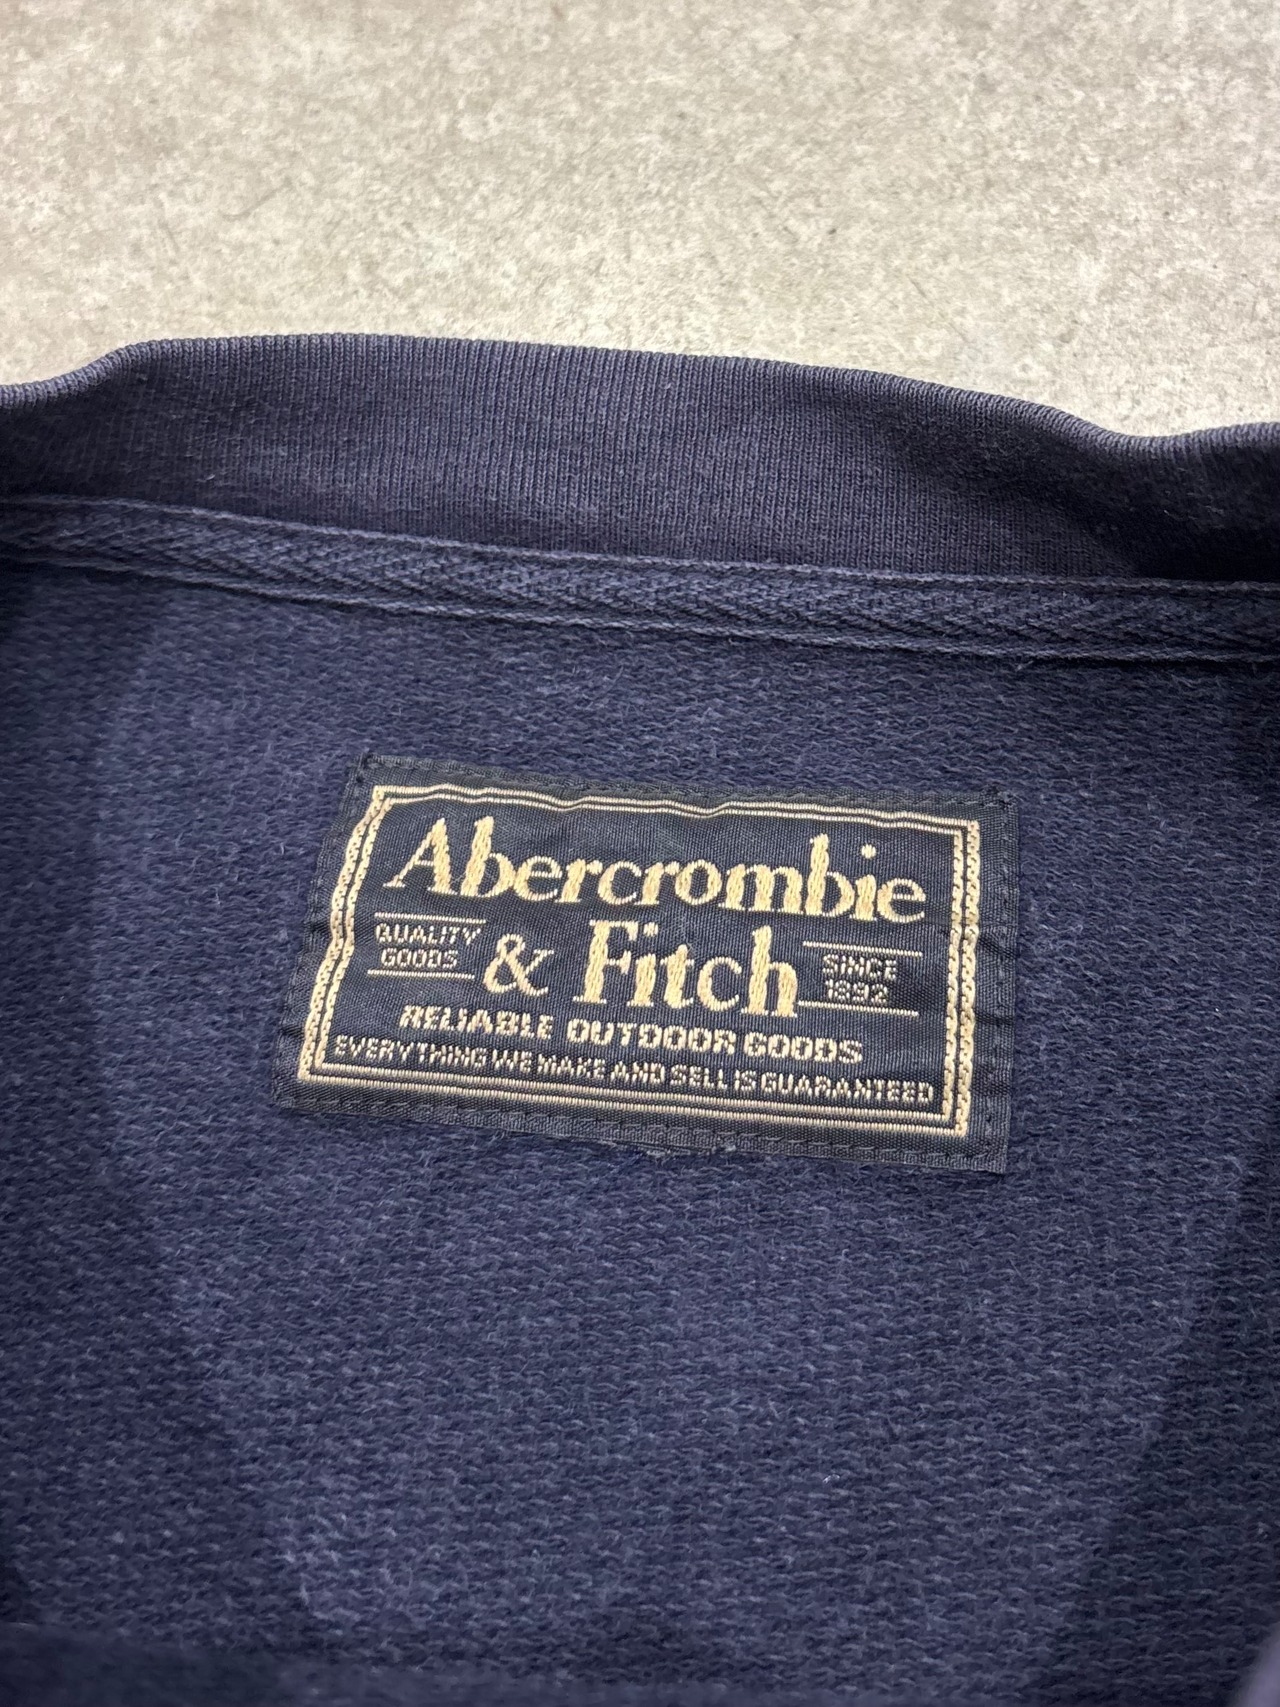 Abercrombie
QUALITY
GOODS
& Fitch
SINCE
1892
RELIABLE OUTDOOR GOODS
EVERYTHING WE MAKE AND SELL IS GUARANTEED